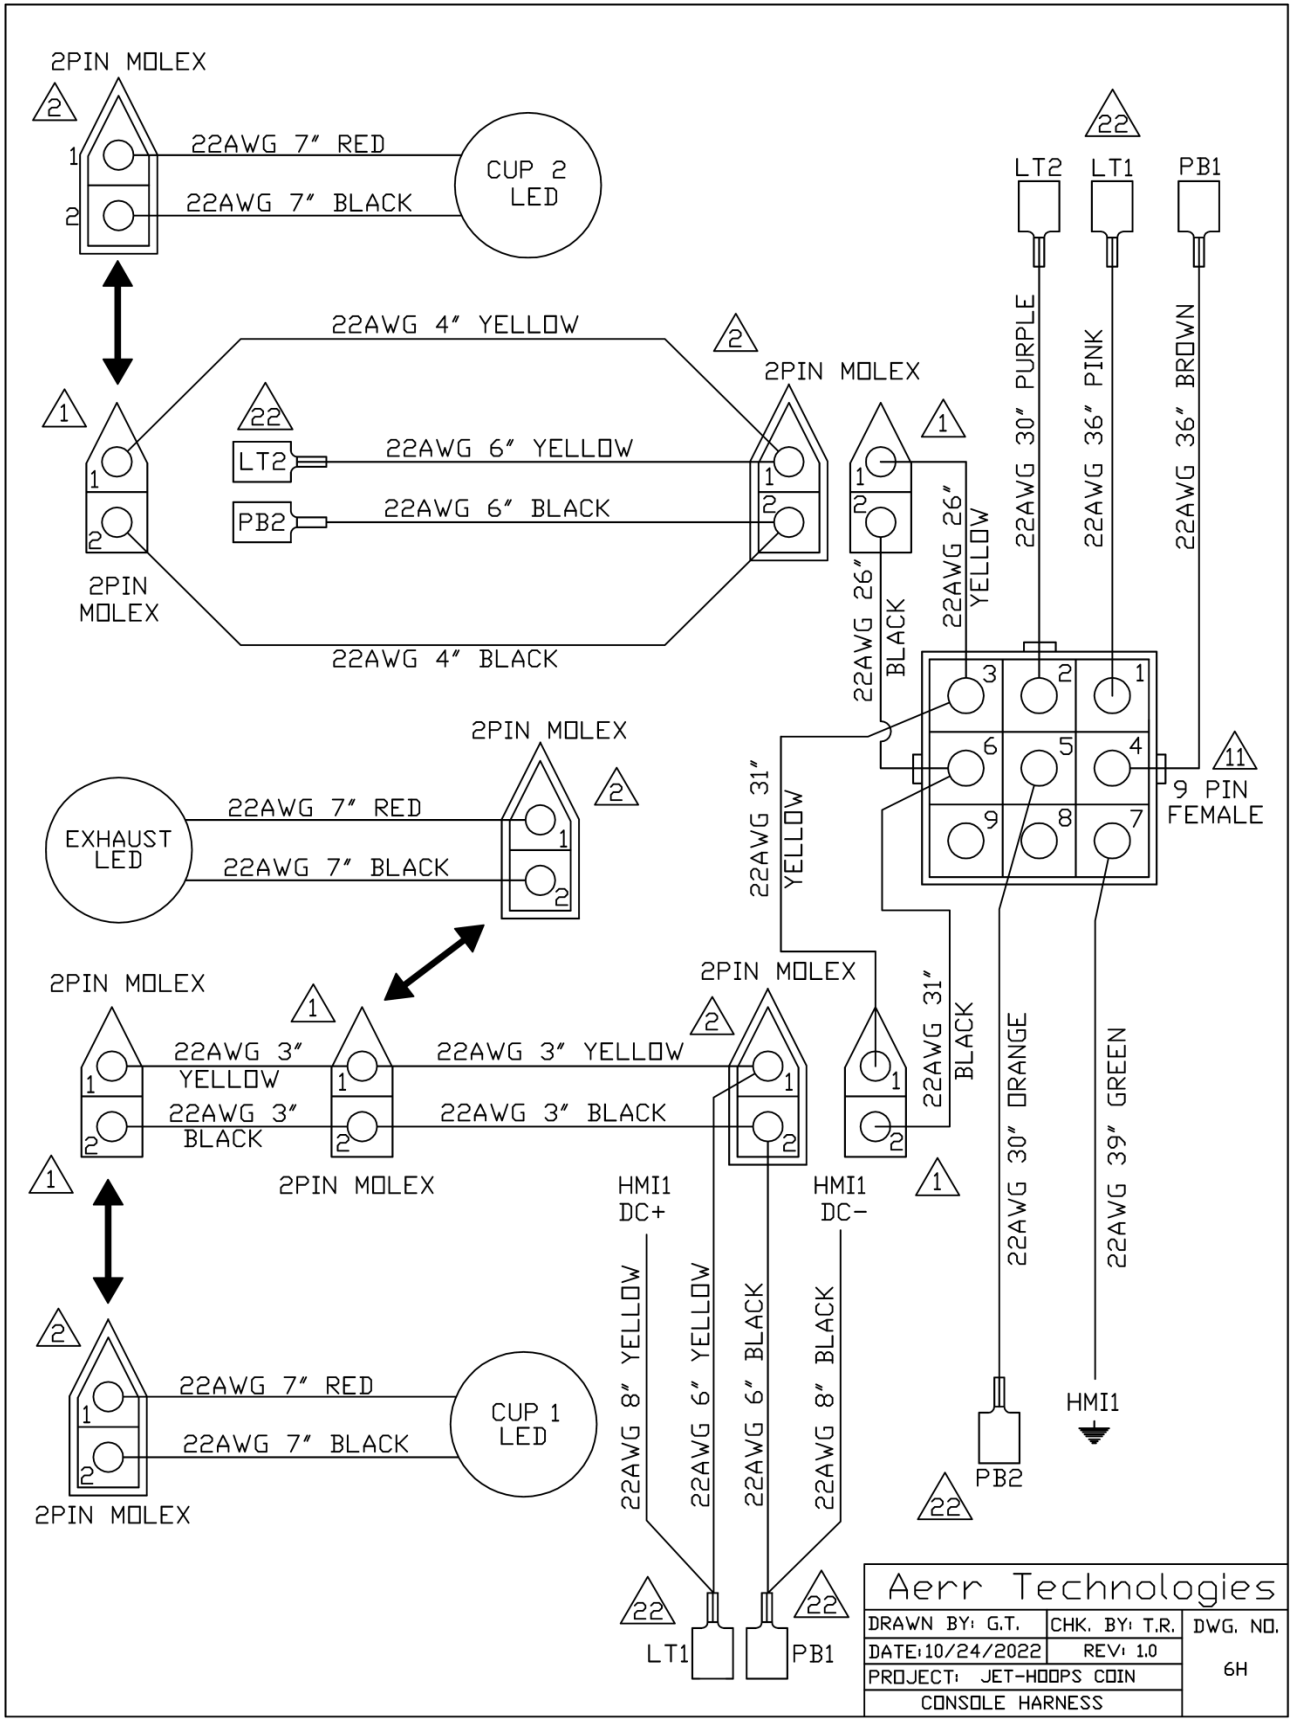 2PIN MOLEX
2
1
2
22AWG 7" RED
22AWG 7" BLACK
CUP 2
LED
22
LT2
LT1
PB1
22AWG 30" PURPLE
22AWG 36" PINK
22AWG 36" BROWN
22AWG 4" YELLOW
2
2PIN MOLEX
1
1
2
2PIN
MOLEX
22
LT2
22AWG 6" YELLOW
PB2
22AWG 6" BLACK
1
2
1
2
1
22AWG 4" BLACK
22AWG 26"
YELLOW
22AWG 26"
BLACK
3
2
1
6
5
4
9
8
7
11
9 PIN
FEMALE
2PIN MOLEX
2
EXHAUST
LED
22AWG 7" RED
22AWG 7" BLACK
1
2
22AWG 31"
YELLOW
22AWG 31"
BLACK
2PIN MOLEX
1
2PIN MOLEX
2
1
2
22AWG 3"
YELLOW
22AWG 3"
BLACK
1
2
22AWG 3" YELLOW
22AWG 3" BLACK
1
2
1
2
1
2PIN MOLEX
1
22AWG 30" ORANGE
22AWG 39" GREEN
HMI1
DC+
HMI1
DC-
22AWG 8" YELLOW
22AWG 6" YELLOW
22AWG 6" BLACK
22AWG 8" BLACK
2
1
2
22AWG 7" RED
22AWG 7" BLACK
CUP 1
LED
2PIN MOLEX
HMI1
PB2
22
22
LT1
22
PB1
Aerr Technologies
DRAWN BY: G.T.
CHK. BY: T.R.
DWG. NO.
DATE:10/24/2022
REV: 1.0
6H
PROJECT: JET-HOOPS COIN
CONSOLE HARNESS